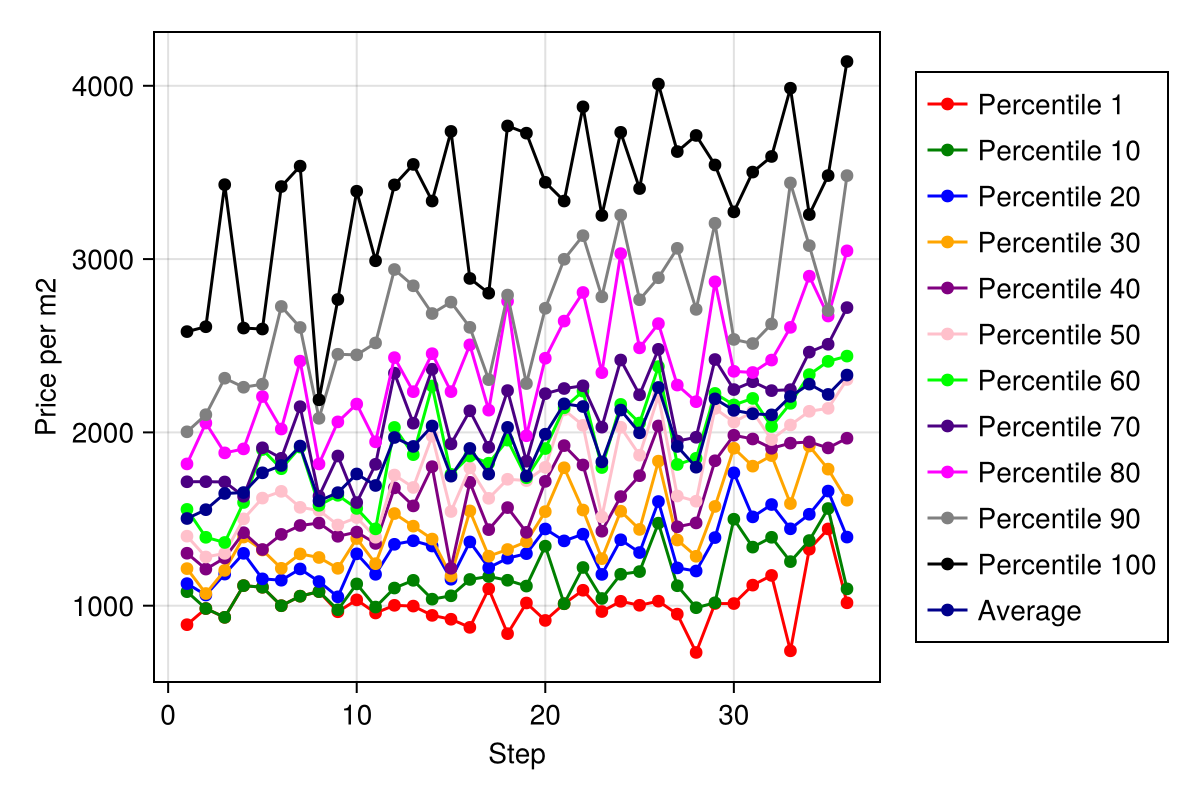 4000
3000
2000
1000
Price per m2
0 10 20 30
Step
Percentile 1
Percentile 10
Percentile 20
Percentile 30
Percentile 40
Percentile 50
Percentile 60
Percentile 70
Percentile 80
Percentile 90
Percentile 100
Average